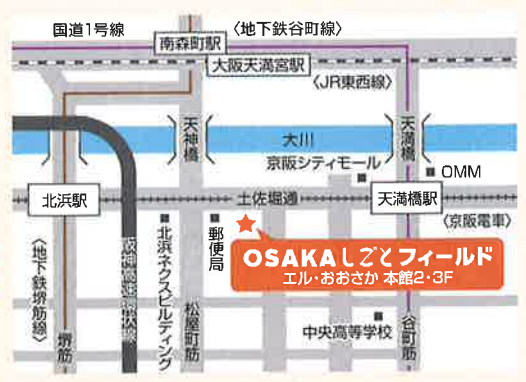 国道1号線
〈地下鉄谷町線〉
南森町駅
大阪天満宮駅
〈JR東西線〉
天神橋
大川
天満橋
京阪シティモール
OMM
北浜駅
土佐堀通
天満橋駅
〈京阪電車〉
〈地下鉄堺筋線〉
堺筋
北浜ネクスビルディング
郵便局
松屋町筋
OSAKAしごとフィールド
エル・おおさか 本館2・3F
中央高等学校
谷町筋